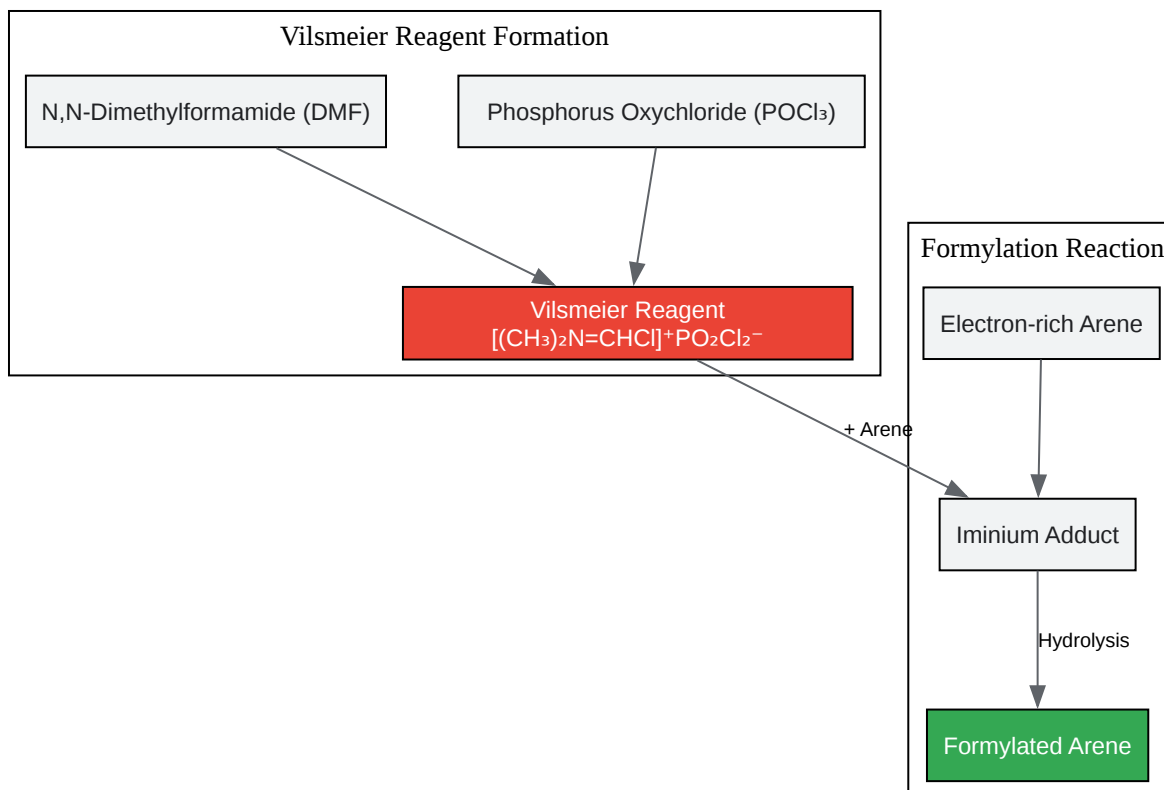 Vilsmeier Reagent Formation
N,N-Dimethylformamide (DMF)
Phosphorus Oxychloride (POCl₃)
Vilsmeier Reagent
[(CH₃)₂N=CHCl]⁺PO₂Cl₂⁻
Formylation Reaction
Electron-rich Arene
+ Arene
Iminium Adduct
Hydrolysis
Formylated Arene